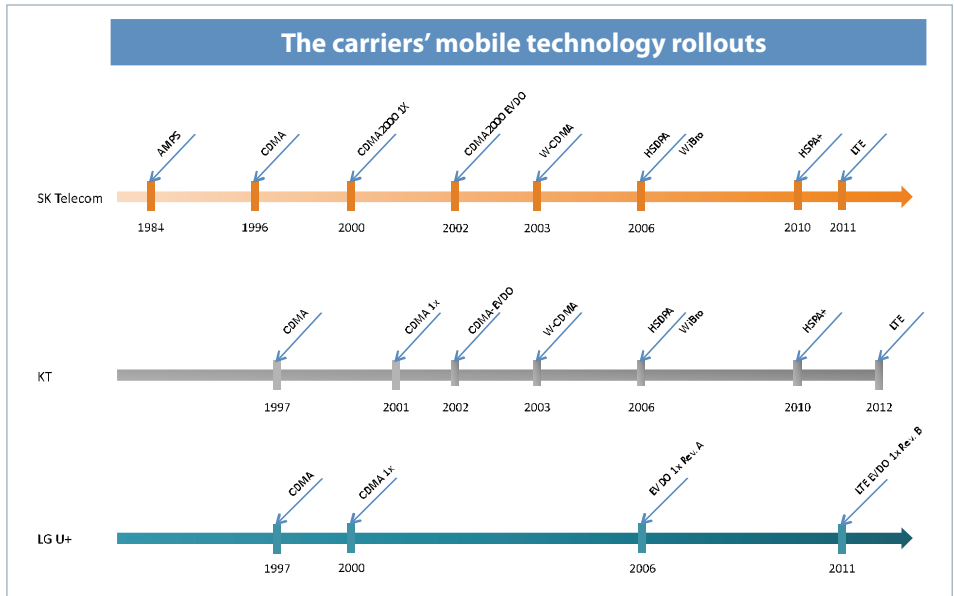 The carriers’ mobile technology rollouts
AMPS
CDMA
CDMA2000 1X
CDMA2000 EVDO
W-CDMA
HSDPA
WiBro
HSPA+
LTE
SK Telecom
1984
1996
2000
2002
2003
2006
2010
2011
CDMA
CDMA 1x
CDMA-EVDO
W-CDMA
HSDPA
WiBro
HSPA+
LTE
KT
1997
2001
2002
2003
2006
2010
2012
CDMA
CDMA 1x
EVDO 1x Rev. A
LTE EVDO 1x Rev. B
LG U+
1997
2000
2006
2011